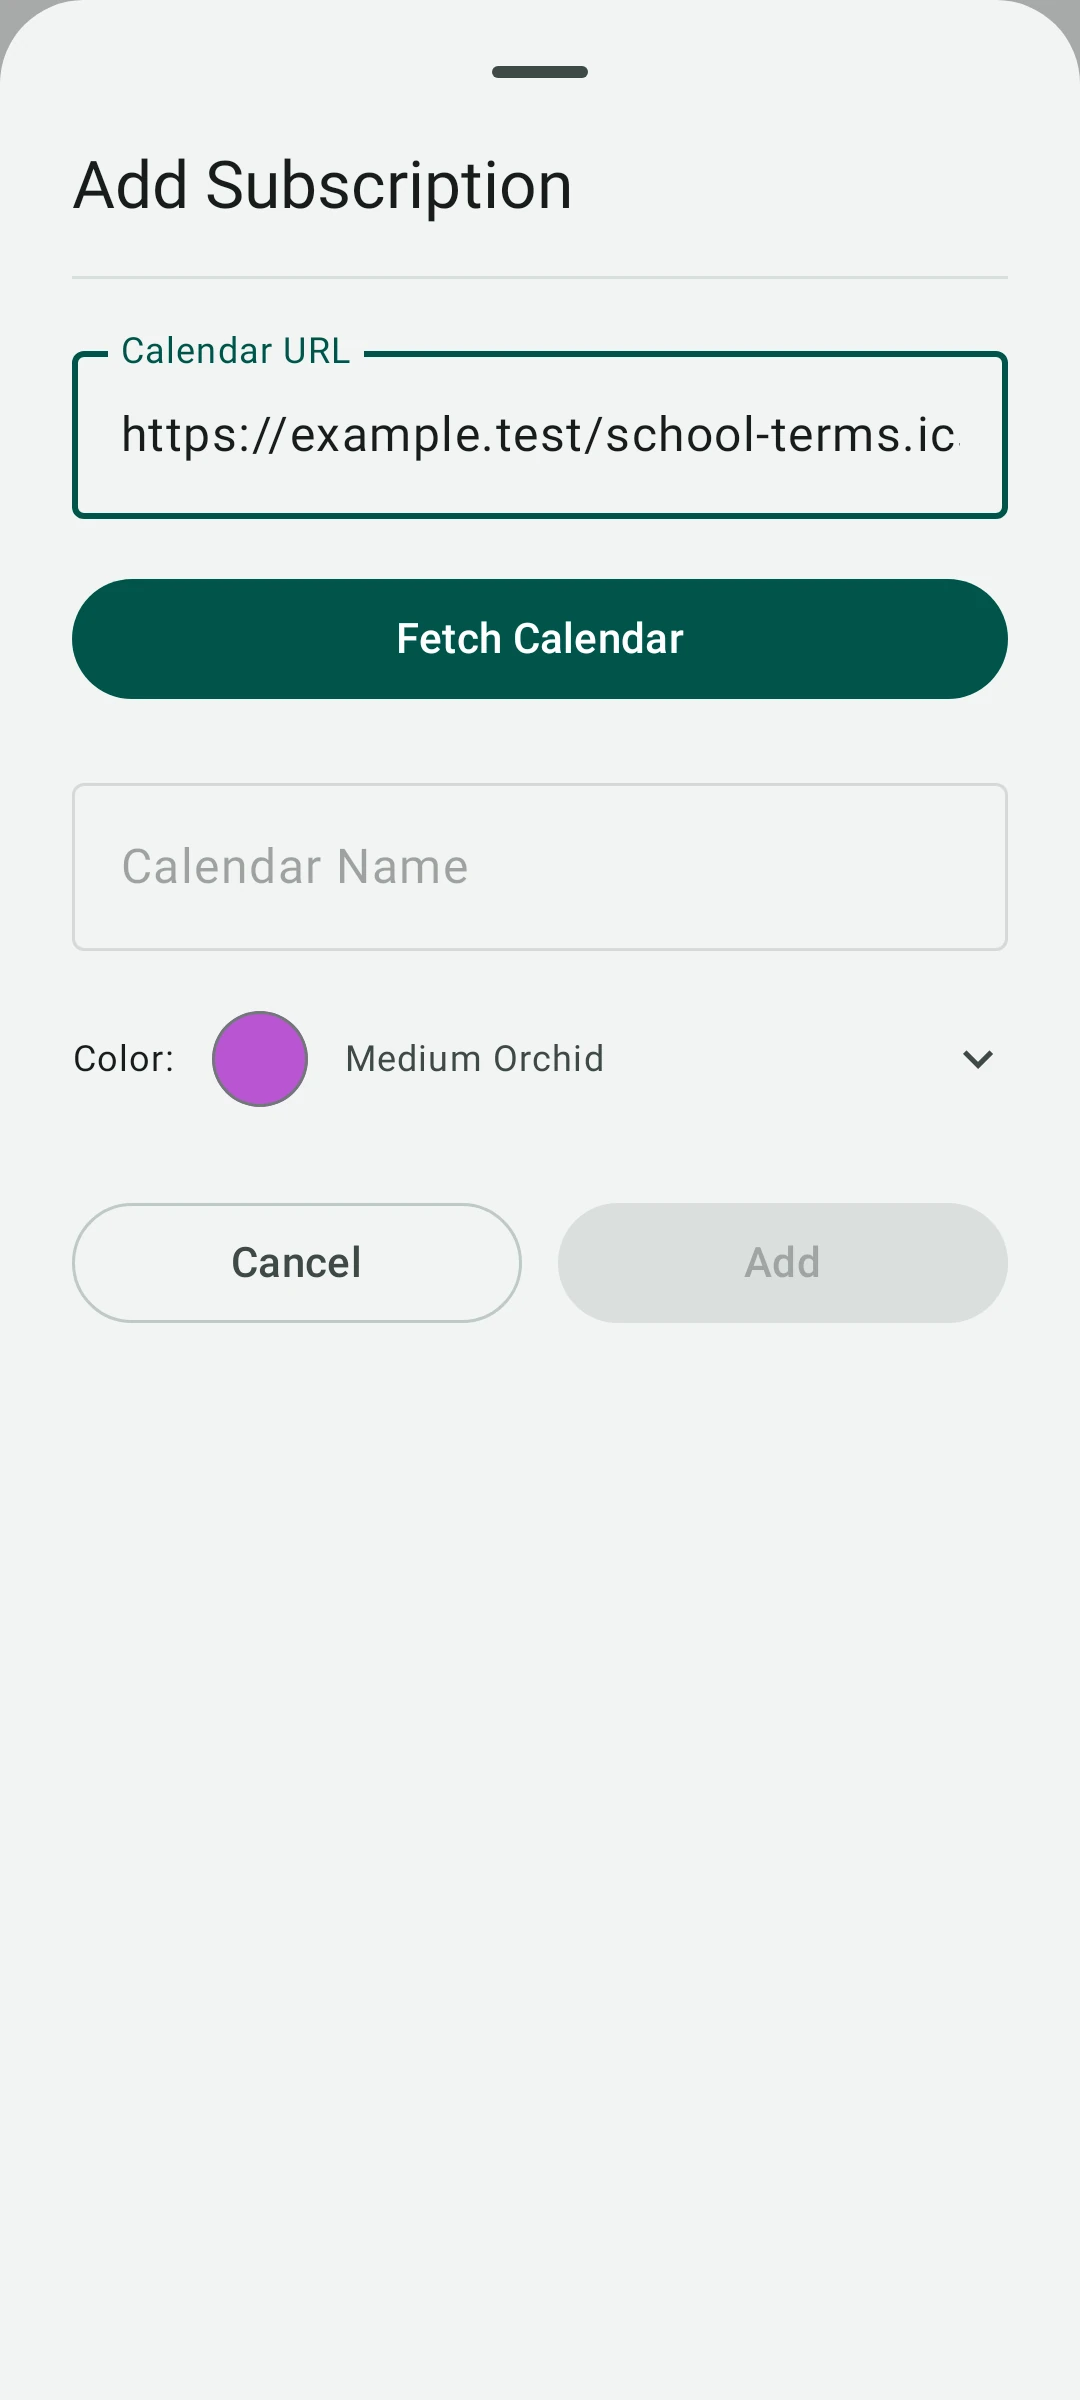 Add Subscription
Calendar URL
https://example.test/school-terms.ic
Fetch Calendar
Calendar Name
Color: Medium Orchid
Cancel Add